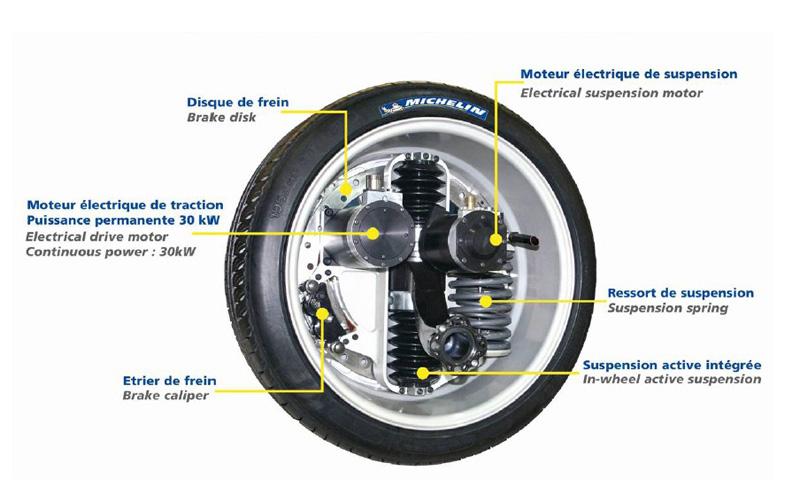 Moteur électrique de suspension
Electrical suspension motor
Disque de frein
Brake disk
MICHELIN
Moteur électrique de traction
Puissance permanente 30 kW
Electrical drive motor
Continuous power : 30kW
Ressort de suspension
Suspension spring
Suspension active intégrée
In-wheel active suspension
Etrier de frein
Brake caliper